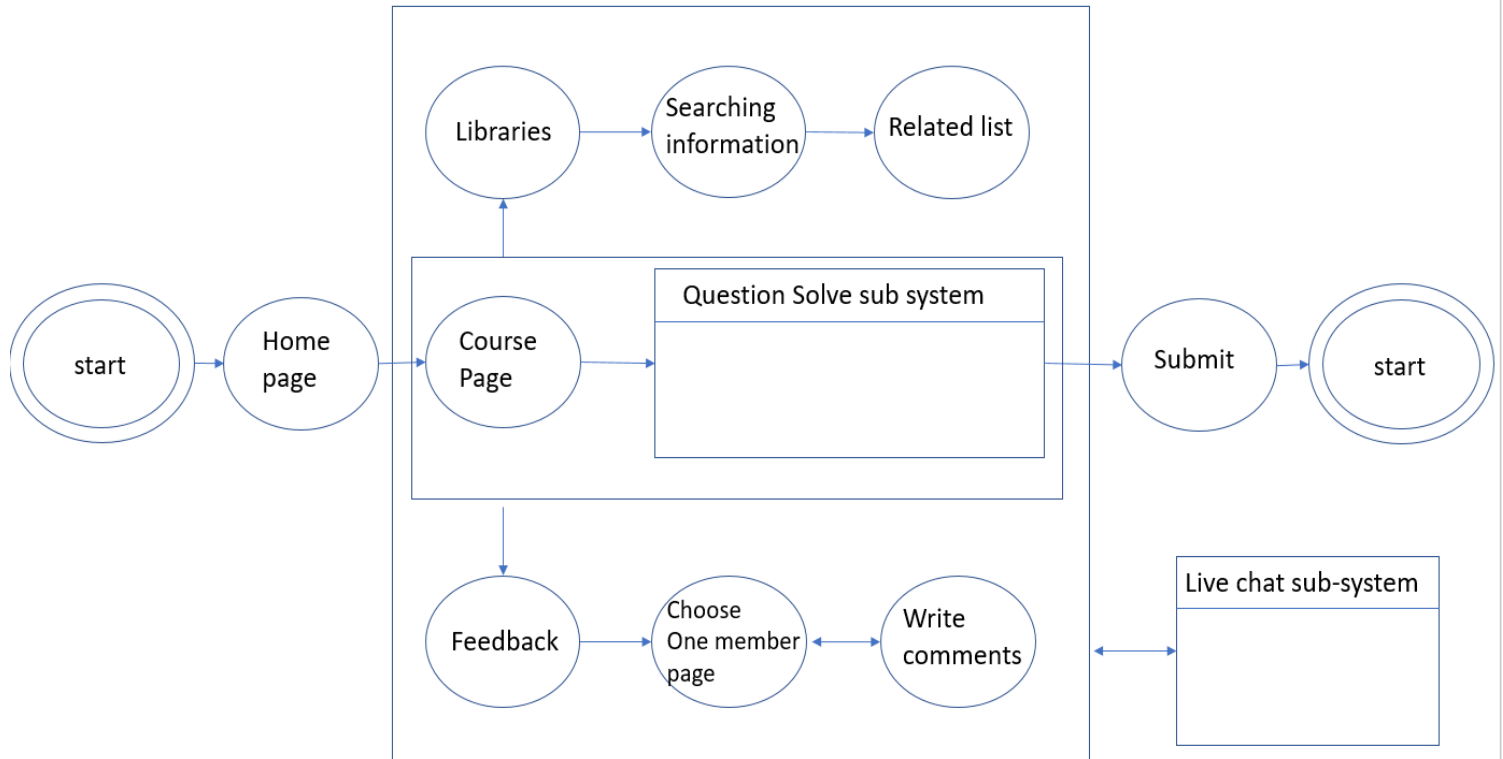 Libraries
Searching
information
Related list
Question Solve sub system
start
Home
page
Course
Page
Submit
start
Live chat sub-system
Feedback
Choose
One member
page
Write
comments